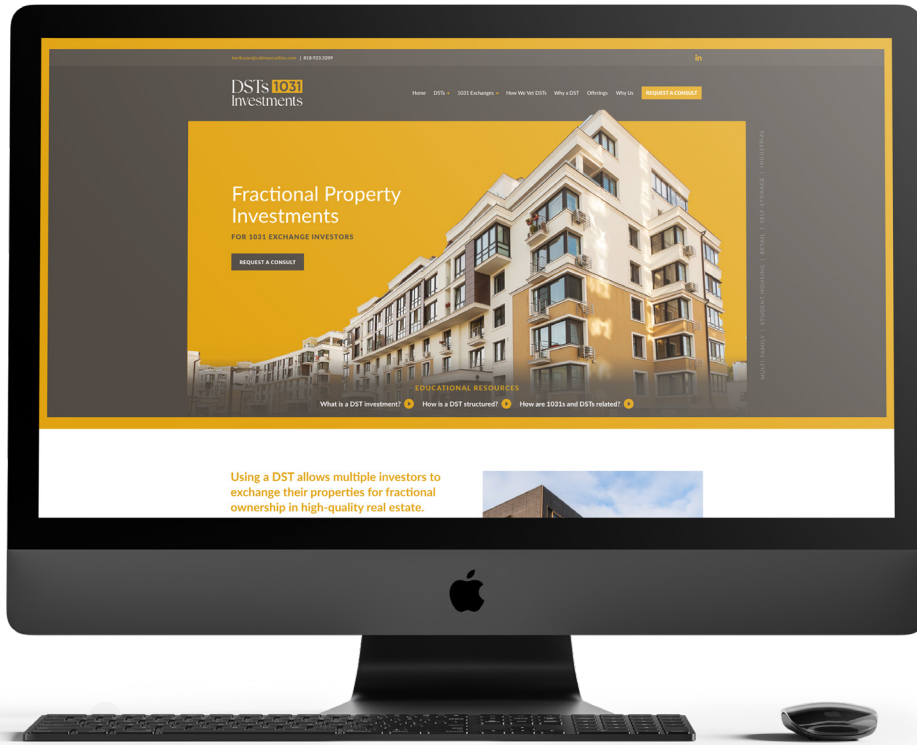 | 818.923.3209
in
DSTs 1031
Investments
Home DSTs 1031 Exchanges How We Vet DSTs Why a DST Offerings Why Us REQUEST A CONSULT
Fractional Property
Investments
FOR 1031 EXCHANGE INVESTORS
REQUEST A CONSULT
MULTI-FAMILY | STUDENT HOUSING | RETAIL | SELF STORAGE | INDUSTRIAL
EDUCATIONAL RESOURCES
What is a DST investment? How is a DST structured? How are 1031s and DSTs related?
Using a DST allows multiple investors to
exchange their properties for fractional
ownership in high-quality real estate.